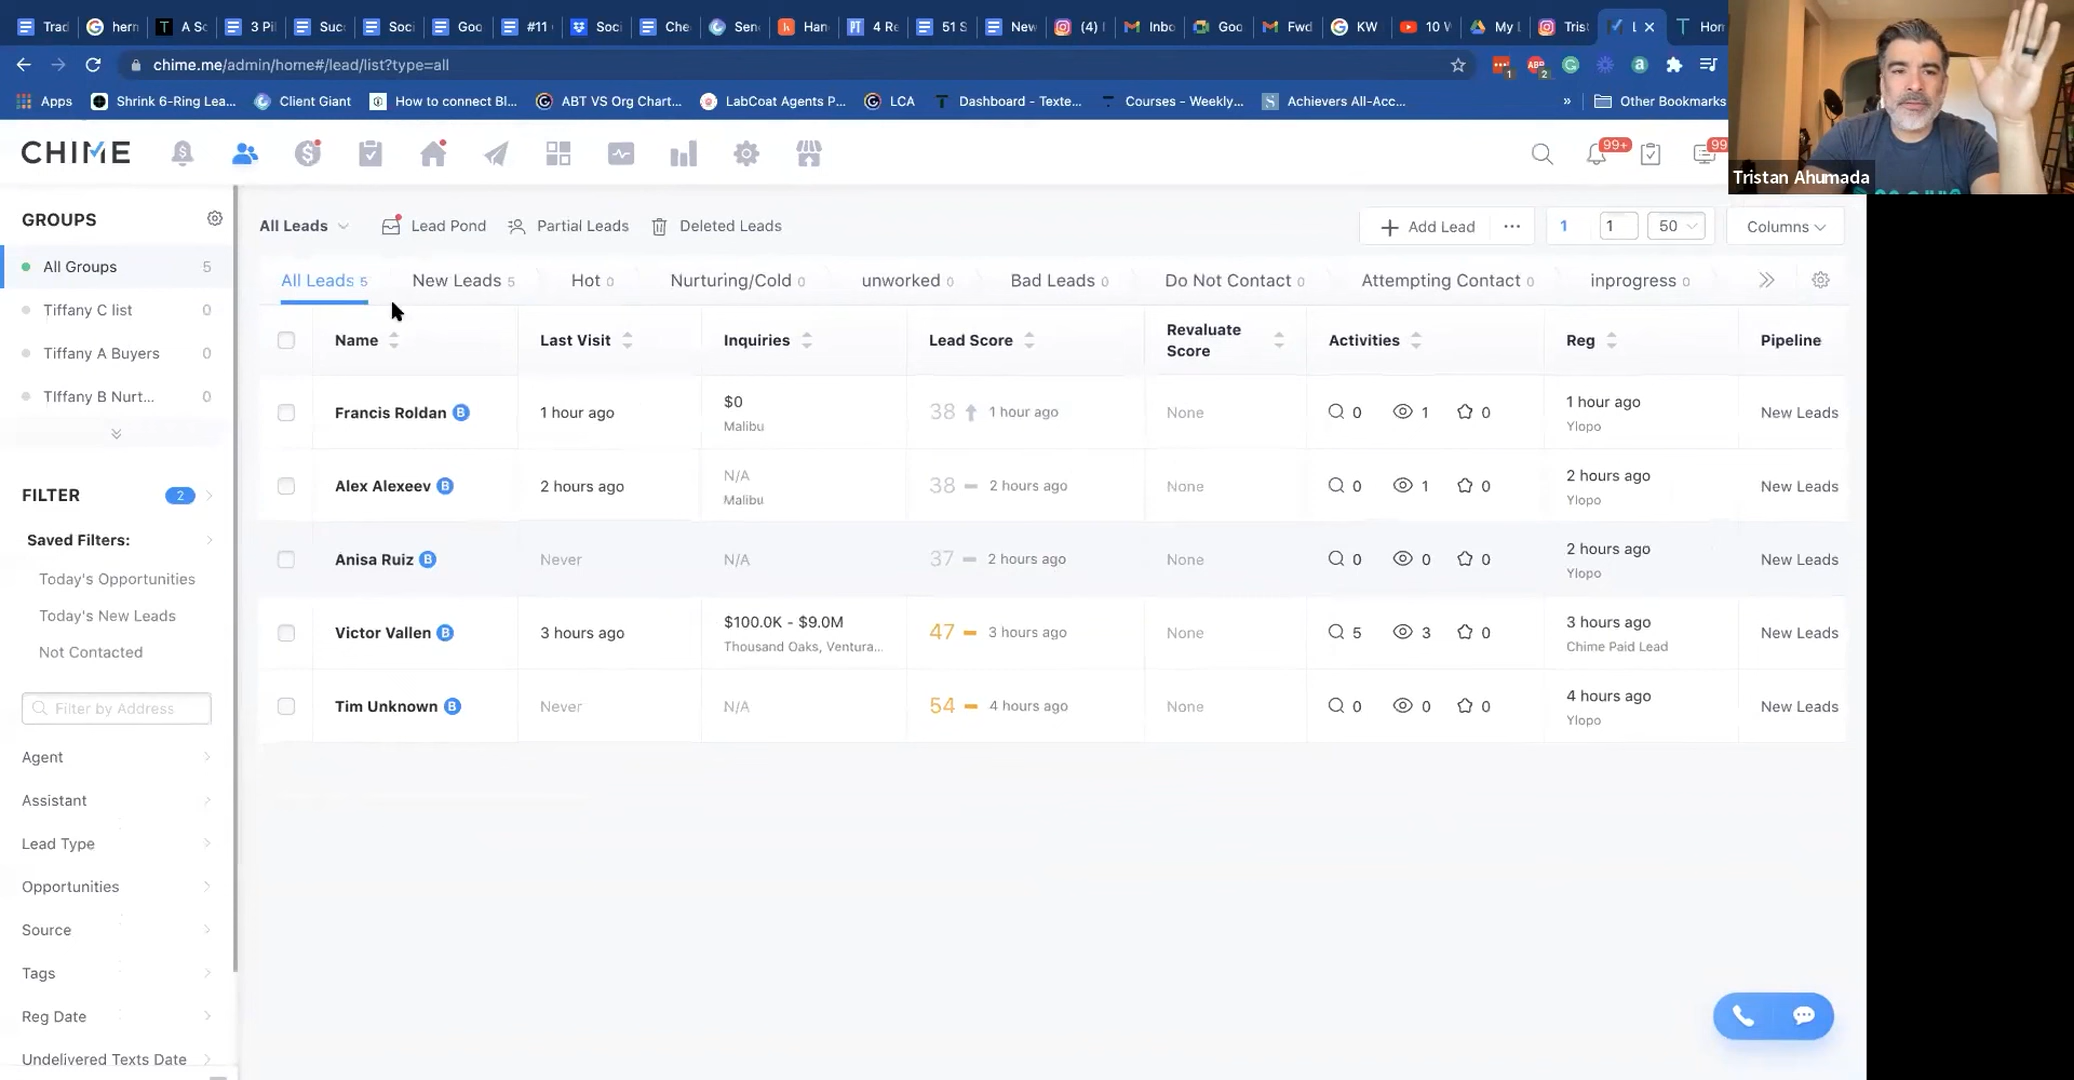 Trad hern A Sc 3 Pil Succ Soci Goo #11 Soci Che Sen Han 4 Re 51 S New (4) Inbo Goo Fwd KW 10 W My L Trist L Hom
chime.me/admin/home#/lead/list?type=all
Apps Shrink 6-Ring Lea... Client Giant How to connect Bl... ABT VS Org Chart... LabCoat Agents P... LCA Dashboard - Texte... Courses - Weekly... Achievers All-Acc... » Other Bookmarks
Tristan Ahumada
CHIME 99+ 99
GROUPS
All Groups 5
Tiffany C list 0
Tiffany A Buyers 0
TIffany B Nurt... 0
FILTER 2
Saved Filters:
Today's Opportunities
Today's New Leads
Not Contacted
Filter by Address
Agent
Assistant
Lead Type
Opportunities
Source
Tags
Reg Date
Undelivered Texts Date
All Leads Lead Pond Partial Leads Deleted Leads + Add Lead ... 1 1 50 Columns
All Leads 5 New Leads 5 Hot 0 Nurturing/Cold 0 unworked 0 Bad Leads 0 Do Not Contact 0 Attempting Contact 0 inprogress 0
Name Last Visit Inquiries Lead Score Revaluate Score Activities Reg Pipeline
Francis Roldan B 1 hour ago $0 38 1 hour ago None 0 1 0 1 hour ago New Leads
Malibu Ylopo
Alex Alexeev B 2 hours ago N/A 38 2 hours ago None 0 1 0 2 hours ago New Leads
Malibu Ylopo
Anisa Ruiz B Never N/A 37 2 hours ago None 0 0 0 2 hours ago New Leads
Ylopo
Victor Vallen B 3 hours ago $100.0K - $9.0M 47 3 hours ago None 5 3 0 3 hours ago New Leads
Thousand Oaks, Ventura... Chime Paid Lead
Tim Unknown B Never N/A 54 4 hours ago None 0 0 0 4 hours ago New Leads
Ylopo